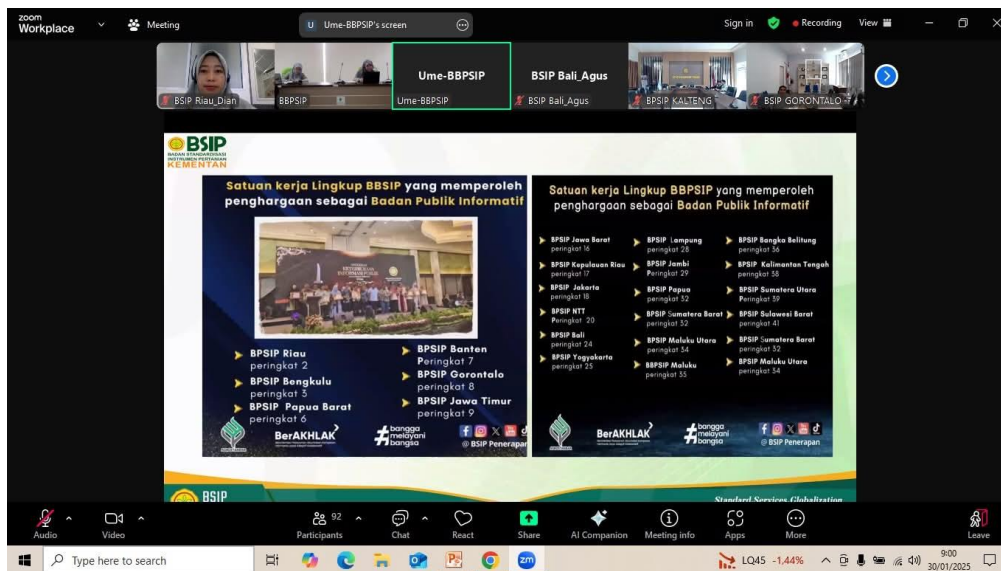 zoom
Workplace
Meeting
U Ume-BBPSIP's screen
Sign in
Recording
View
BSIP Riau_Dian
BBPSIP
Ume-BBPSIP
Ume-BBPSIP
BSIP Bali_Agus
BSIP Bali_Agus
BPSIP KALTENG
BSIP GORONTALO
BSIP
BADAN STANDARDISASI
INSTRUMEN PERTANIAN
KEMENTAN
Satuan kerja Lingkup BBSIP yang memperoleh
penghargaan sebagai Badan Publik Informatif
BPSIP Riau
peringkat 2
BPSIP Bengkulu
peringkat 3
BPSIP Papua Barat
peringkat 6
BPSIP Banten
Peringkat 7
BPSIP Gorontalo
peringkat 8
BPSIP Jawa Timur
peringkat 9
BerAKHLAK
#bangga
melayani
bangsa
@ BSIP Penerapan
Satuan kerja Lingkup BBPSIP yang memperoleh
penghargaan sebagai Badan Publik Informatif
BPSIP Jawa Barat
peringkat 16
BPSIP Kepulauan Riau
peringkat 17
BPSIP Jakarta
peringkat 18
BPSIP NTT
Peringkat 20
BPSIP Bali
peringkat 24
BPSIP Yogyakarta
peringkat 25
BPSIP Lampung
peringkat 28
BPSIP Jambi
Peringkat 29
BPSIP Papua
peringkat 32
BPSIP Sumatera Barat
peringkat 32
BPSIP Maluku Utara
peringkat 34
BBPSIP Maluku
peringkat 35
BPSIP Bangka Belitung
peringkat 36
BPSIP Kalimantan Tengah
peringkat 38
BPSIP Sumatera Utara
Peringkat 39
BPSIP Sulawesi Barat
peringkat 41
BPSIP Sumatera Barat
peringkat 32
BPSIP Maluku Utara
peringkat 34
BerAKHLAK
#bangga
melayani
bangsa
@ BSIP Penerapan
BSIP
Standard Services Globalization
Audio
Video
92
Participants
Chat
React
Share
AI Companion
Meeting info
Apps
More
Leave
Type here to search
zm
LQ45 -1,44%
9:00
30/01/2025